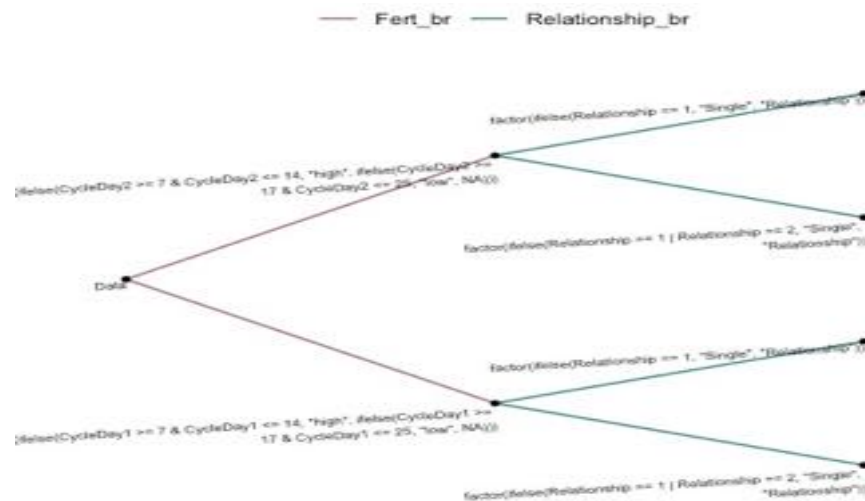 Fert_br Relationship_br
factor(ifelse(Relationship == 1, "Single", "Relationship"))
(ifelse(CycleDay2 >= 7 & CycleDay2 <= 14, "high", ifelse(CycleDay2 >=
17 & CycleDay2 <= 25, "low", NA)))
factor(ifelse(Relationship == 1 | Relationship == 2, "Single",
"Relationship"))
Data
factor(ifelse(Relationship == 1, "Single", "Relationship"))
(ifelse(CycleDay1 >= 7 & CycleDay1 <= 14, "high", ifelse(CycleDay1 >=
17 & CycleDay1 <= 25, "low", NA)))
factor(ifelse(Relationship == 1 | Relationship == 2, "Single",
"Relationship"))